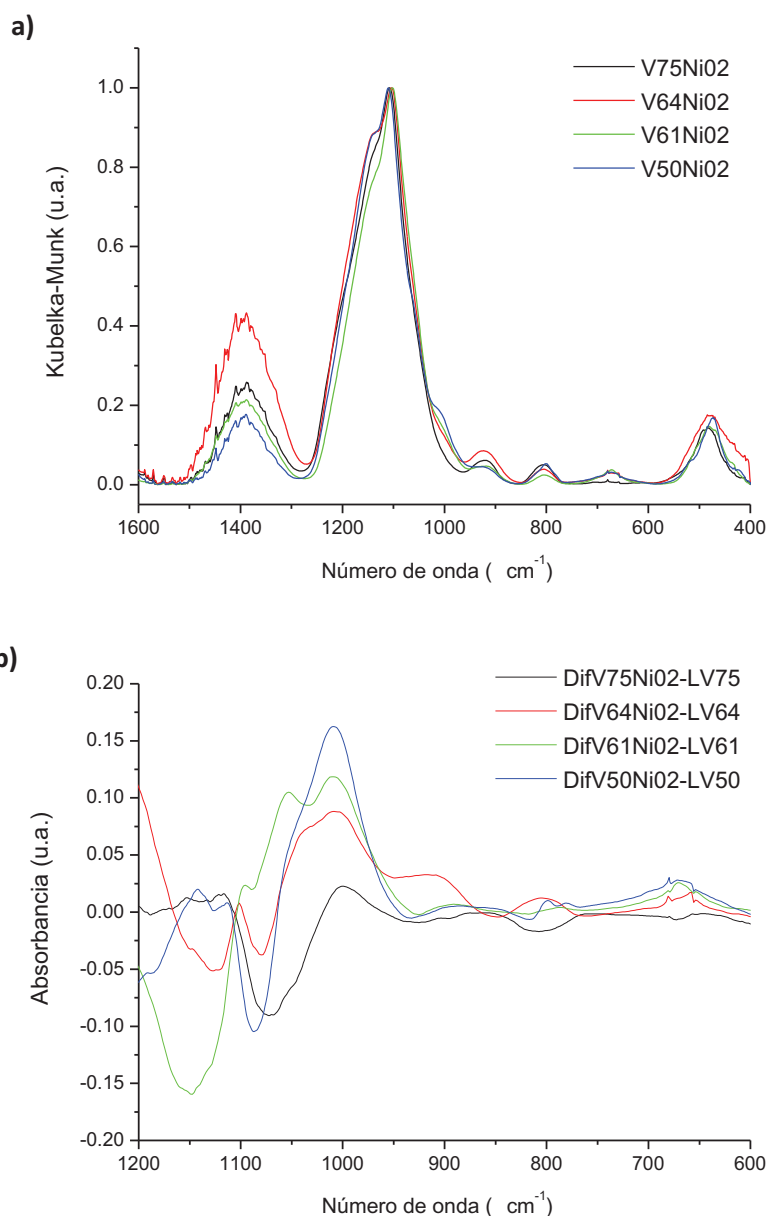 a)
V75Ni02
V64Ni02
V61Ni02
V50Ni02
1.0
0.8
0.6
0.4
0.2
0.0
Kubelka-Munk (u.a.)
1600 1400 1200 1000 800 600 400
Número de onda ( cm-1)
b)
DifV75Ni02-LV75
DifV64Ni02-LV64
DifV61Ni02-LV61
DifV50Ni02-LV50
0.20
0.15
0.10
0.05
0.00
-0.05
-0.10
-0.15
-0.20
Absorbancia (u.a.)
1200 1100 1000 900 800 700 600
Número de onda ( cm-1)